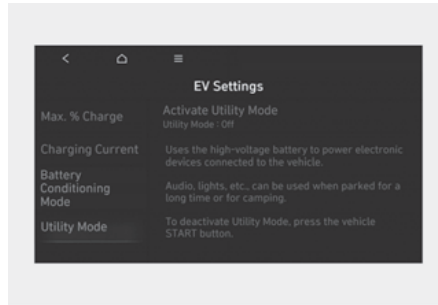 EV Settings
Max. % Charge
Charging Current
Battery
Conditioning
Mode
Utility Mode
Activate Utility Mode
Utility Mode : Off
Uses the high-voltage battery to power electronic
devices connected to the vehicle.
Audio, lights, etc., can be used when parked for a
long time or for camping.
To deactivate Utility Mode, press the vehicle
START button.